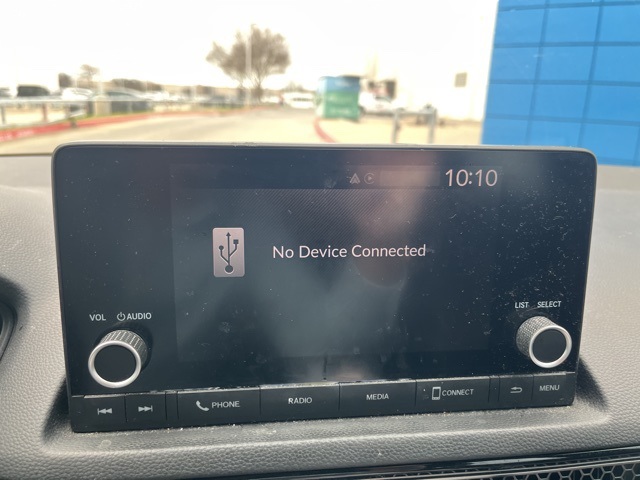 10:10
No Device Connected
VOL AUDIO
LIST SELECT
PHONE RADIO MEDIA CONNECT MENU